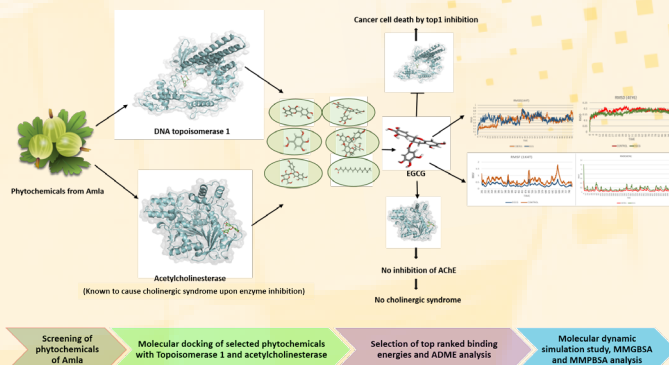 Cancer cell death by top1 inhibition
DNA topoisomerase 1
Phytochemicals from Amla
EGCG
Acetylcholinesterase
(Known to cause cholinergic syndrome upon enzyme inhibition)
No inhibition of AChE
No cholinergic syndrome
Screening of
phytochemicals
of Amla
Molecular docking of selected phytochemicals
with Topoisomerase 1 and acetylcholinesterase
Selection of top ranked binding
energies and ADME analysis
Molecular dynamic
simulation study, MMGBSA
and MMPBSA analysis